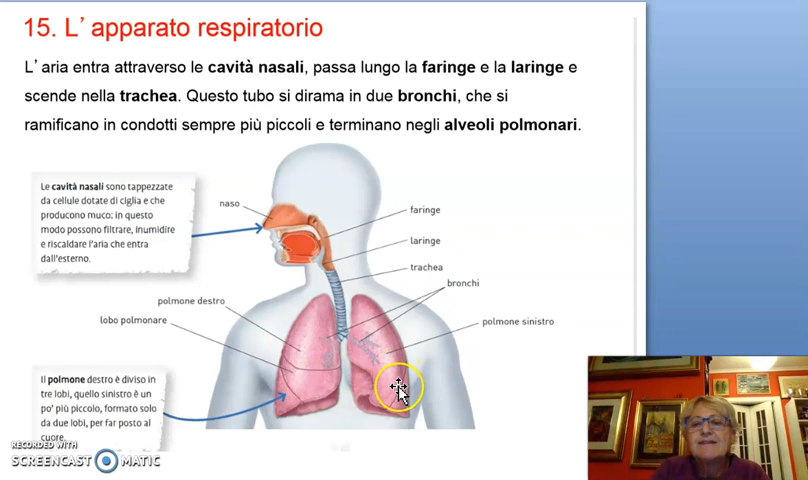 15. L'apparato respiratorio
L'aria entra attraverso le cavità nasali, passa lungo la faringe e la laringe e
scende nella trachea. Questo tubo si dirama in due bronchi, che si
ramificano in condotti sempre più piccoli e terminano negli alveoli polmonari.
Le cavità nasali sono tappezzate
da cellule dotate di ciglia e che
producono muco: in questo
modo possono filtrare, inumidire
e riscaldare l'aria che entra
dall'esterno.
naso
faringe
laringe
trachea
bronchi
polmone destro
lobo polmonare
polmone sinistro
Il polmone destro è diviso in
tre lobi, quello sinistro è un
po' più piccolo, formato solo
da due lobi, per far posto al
cuore.
RECORDED WITH
SCREENCAST MATIC